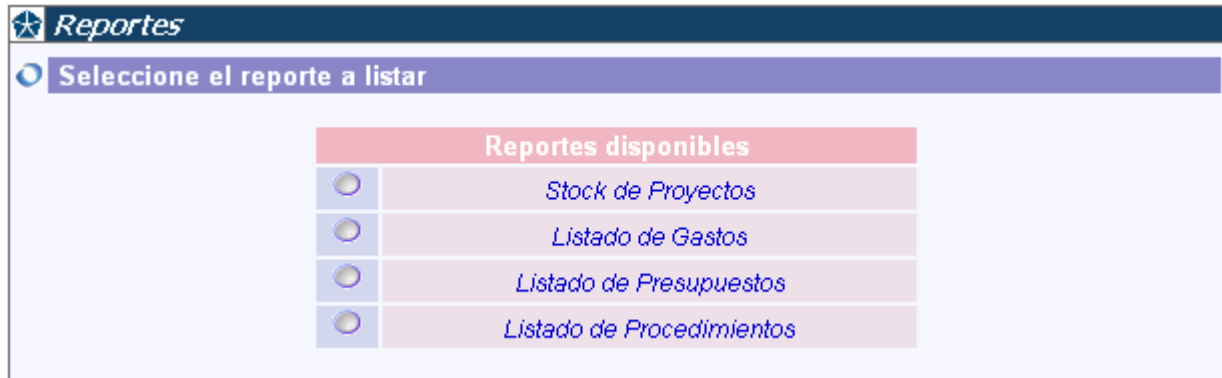 Reportes
Seleccione el reporte a listar
Reportes disponibles
Stock de Proyectos
Listado de Gastos
Listado de Presupuestos
Listado de Procedimientos